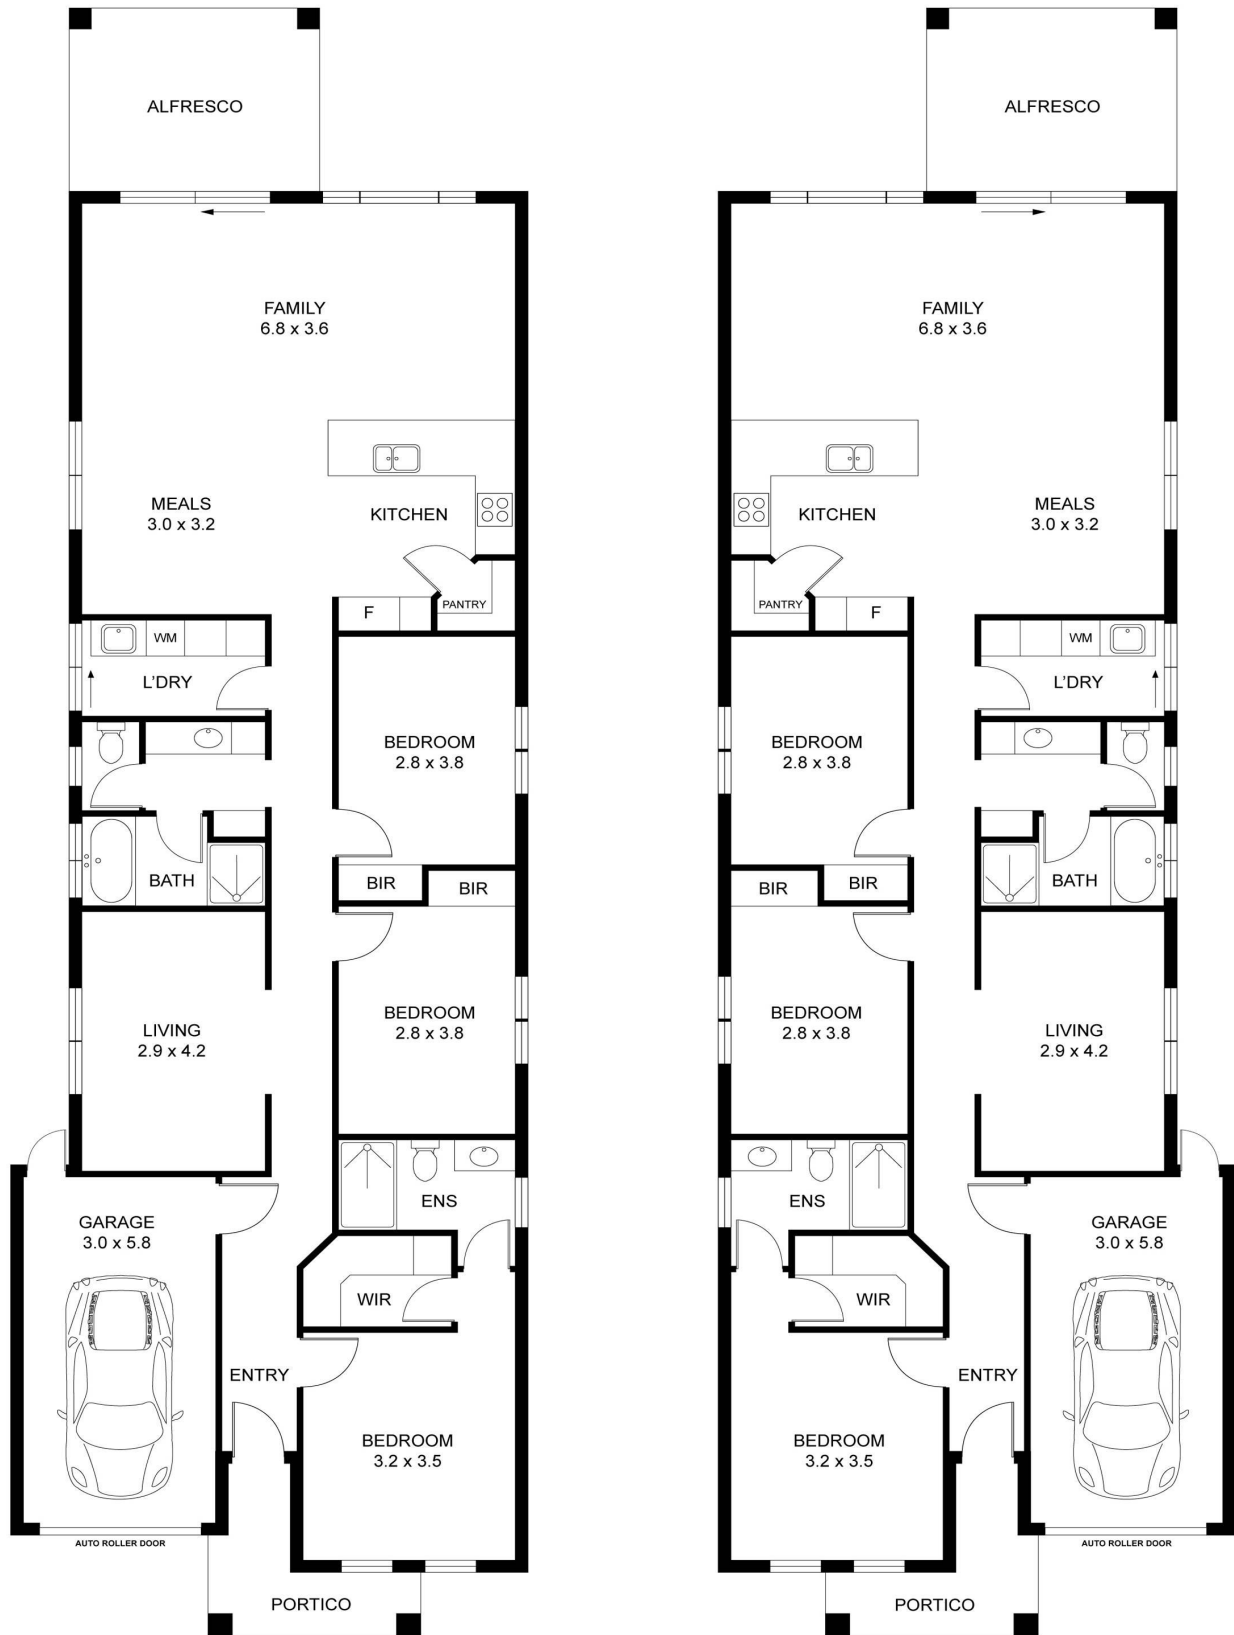 ALFRESCO
FAMILY
6.8 x 3.6
MEALS
3.0 x 3.2
KITCHEN
F
PANTRY
WM
L'DRY
BEDROOM
2.8 x 3.8
BATH
BIR
BIR
LIVING
2.9 x 4.2
BEDROOM
2.8 x 3.8
ENS
GARAGE
3.0 x 5.8
WIR
ENTRY
BEDROOM
3.2 x 3.5
AUTO ROLLER DOOR
PORTICO
ALFRESCO
FAMILY
6.8 x 3.6
KITCHEN
MEALS
3.0 x 3.2
PANTRY
F
WM
L'DRY
BEDROOM
2.8 x 3.8
BIR
BIR
BATH
BEDROOM
2.8 x 3.8
LIVING
2.9 x 4.2
ENS
GARAGE
3.0 x 5.8
WIR
ENTRY
BEDROOM
3.2 x 3.5
AUTO ROLLER DOOR
PORTICO